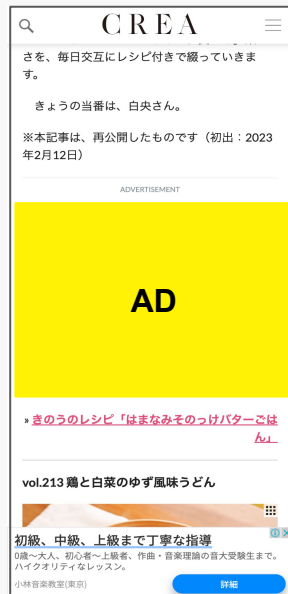 CREA
さを、毎日交互にレシピ付きで綴っていきま
す。
きょうの当番は、白央さん。
※本記事は、再公開したものです（初出：2023
年2月12日）
ADVERTISEMENT
AD
» きのうのレシピ「はまなみそのっけバターごは
ん」
vol.213 鶏と白菜のゆず風味うどん
初級、中級、上級まで丁寧な指導
0歳〜大人、初心者〜上級者、作曲・音楽理論の音大受験生まで。
ハイクオリティなレッスン。
小林音楽教室(東京)
詳細